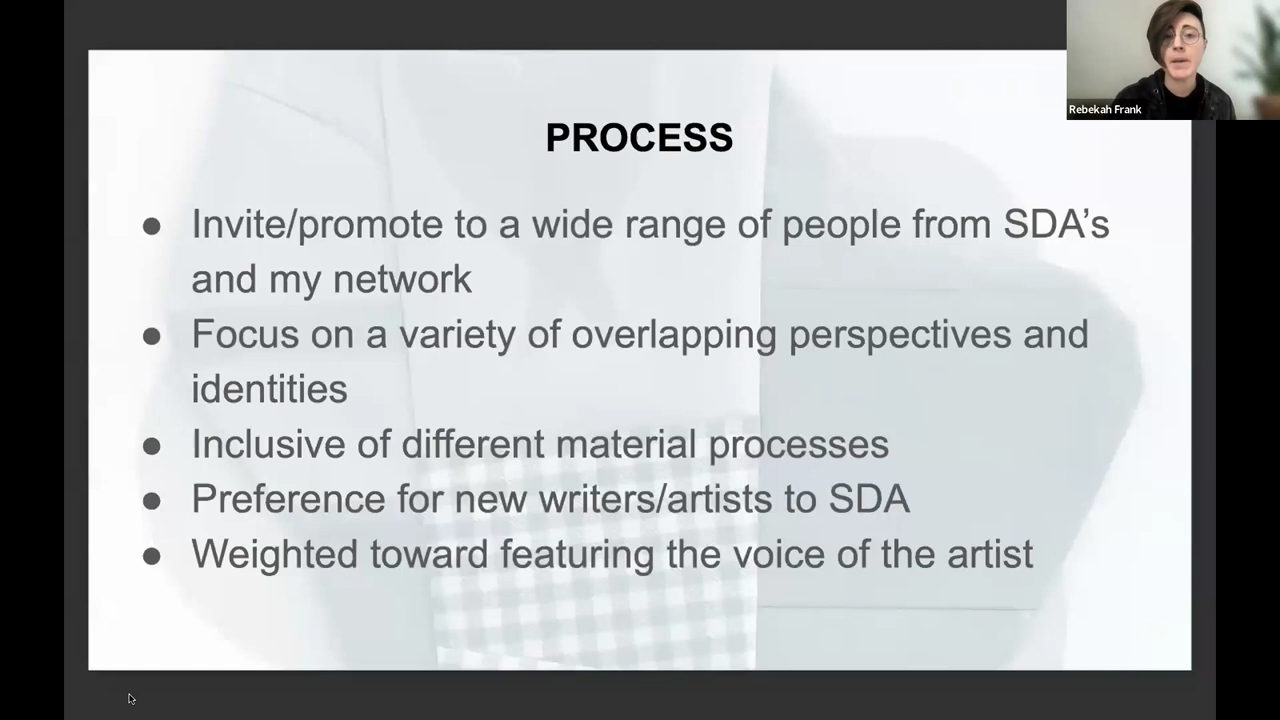 Rebekah Frank
PROCESS
● Invite/promote to a wide range of people from SDA’s
and my network
● Focus on a variety of overlapping perspectives and
identities
● Inclusive of different material processes
● Preference for new writers/artists to SDA
● Weighted toward featuring the voice of the artist